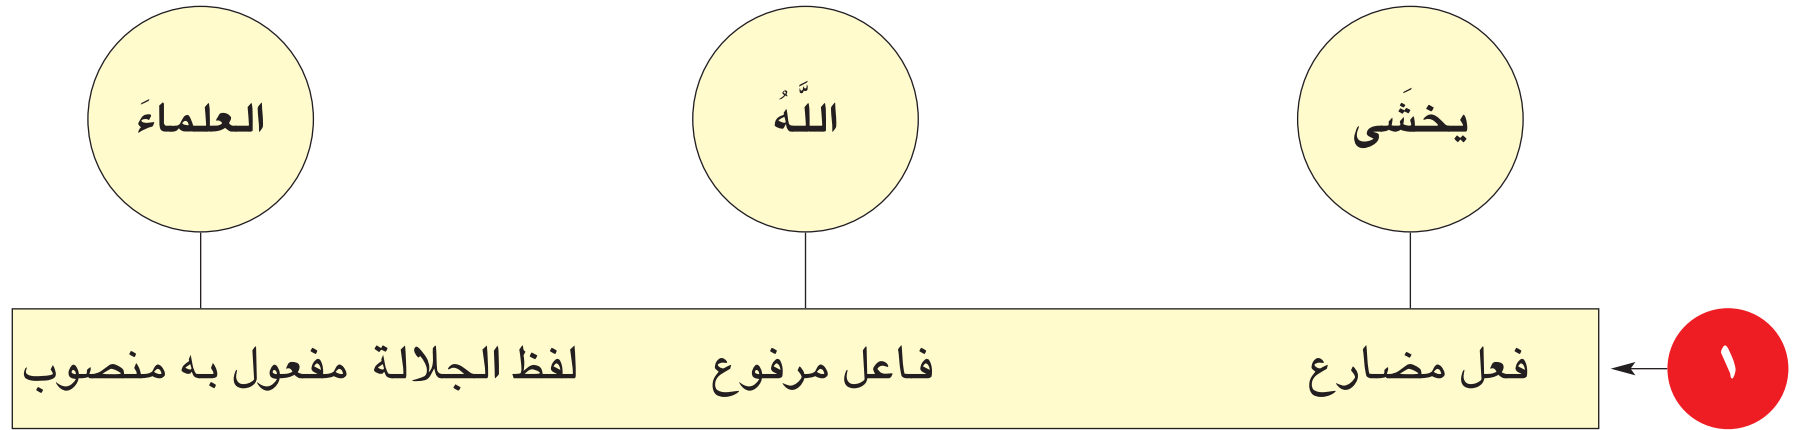 يخشَى اللَّهُ العلماءَ
١ فعل مضارع فاعل مرفوع لفظ الجلالة مفعول به منصوب